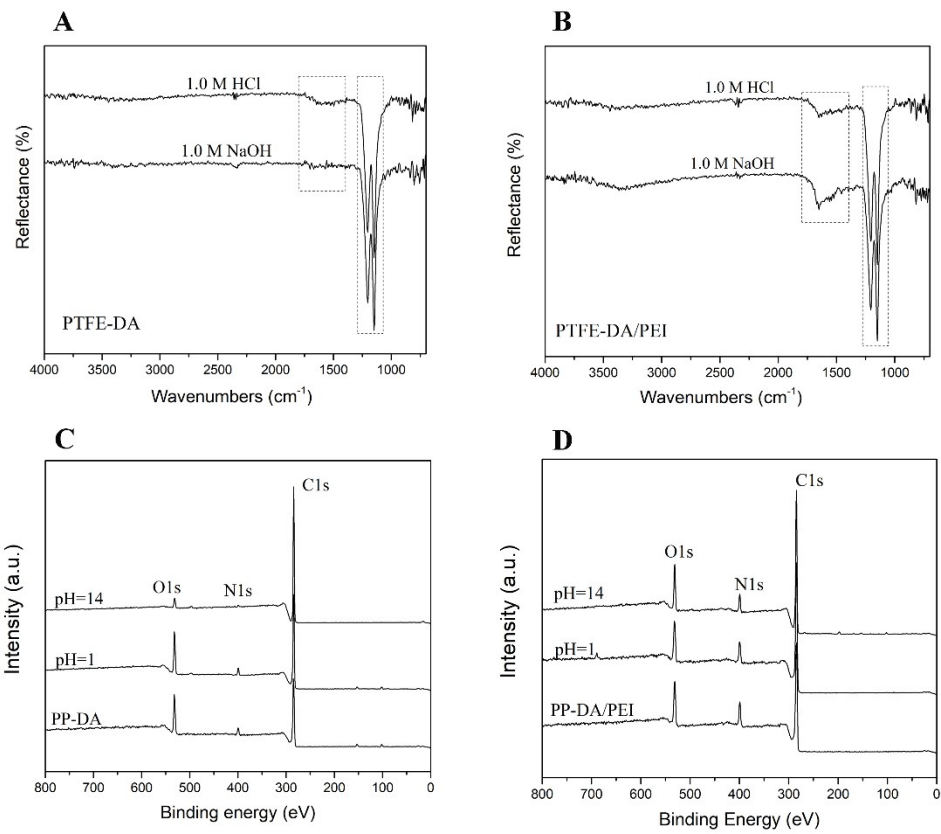 A
1.0 M HCl
1.0 M NaOH
PTFE-DA
Reflectance (%)
4000 3500 3000 2500 2000 1500 1000
Wavenumbers (cm⁻¹)
B
1.0 M HCl
1.0 M NaOH
PTFE-DA/PEI
Reflectance (%)
4000 3500 3000 2500 2000 1500 1000
Wavenumbers (cm⁻¹)
C
C1s
O1s
N1s
pH=14
pH=1
PP-DA
Intensity (a.u.)
800 700 600 500 400 300 200 100 0
Binding energy (eV)
D
C1s
O1s
N1s
pH=14
pH=1
PP-DA/PEI
Intensity (a.u.)
800 700 600 500 400 300 200 100 0
Binding Energy (eV)